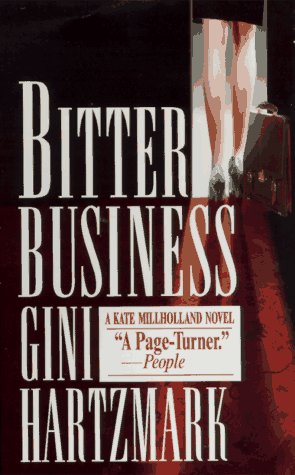 BITTER
BUSINESS
A KATE MILLHOLLAND NOVEL
"A Page-Turner."
—People
GINI
HARTZMARK